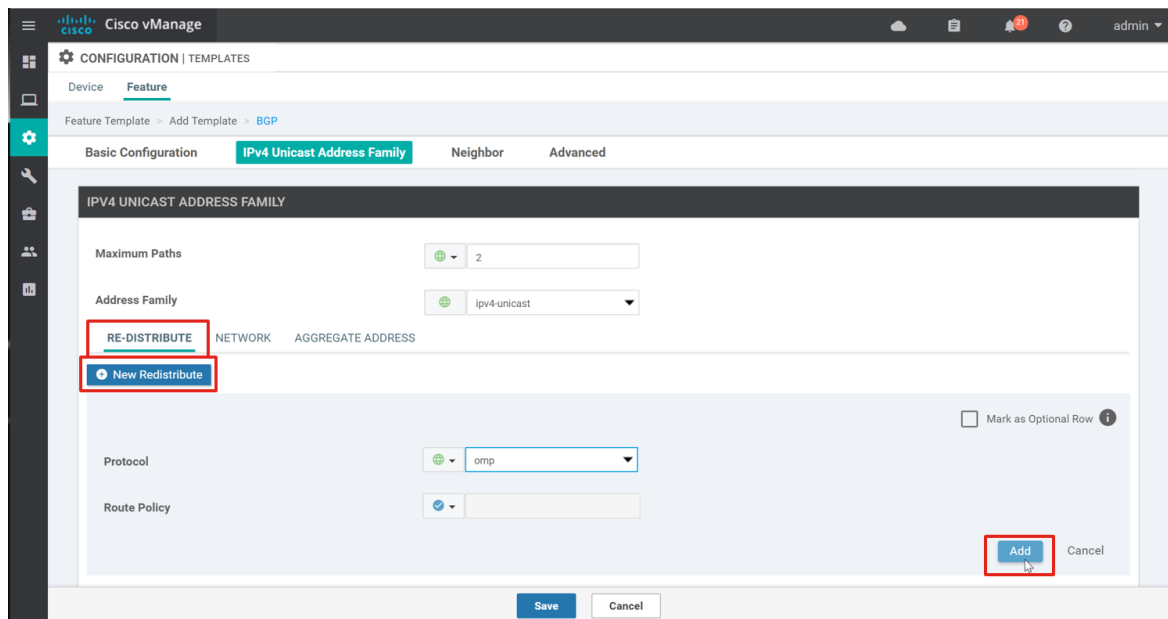 cisco Cisco vManage 21 admin
CONFIGURATION | TEMPLATES
Device Feature
Feature Template > Add Template > BGP
Basic Configuration IPv4 Unicast Address Family Neighbor Advanced
IPV4 UNICAST ADDRESS FAMILY
Maximum Paths 2
Address Family ipv4-unicast
RE-DISTRIBUTE NETWORK AGGREGATE ADDRESS
New Redistribute
Mark as Optional Row i
Protocol omp
Route Policy
Add Cancel
Save Cancel